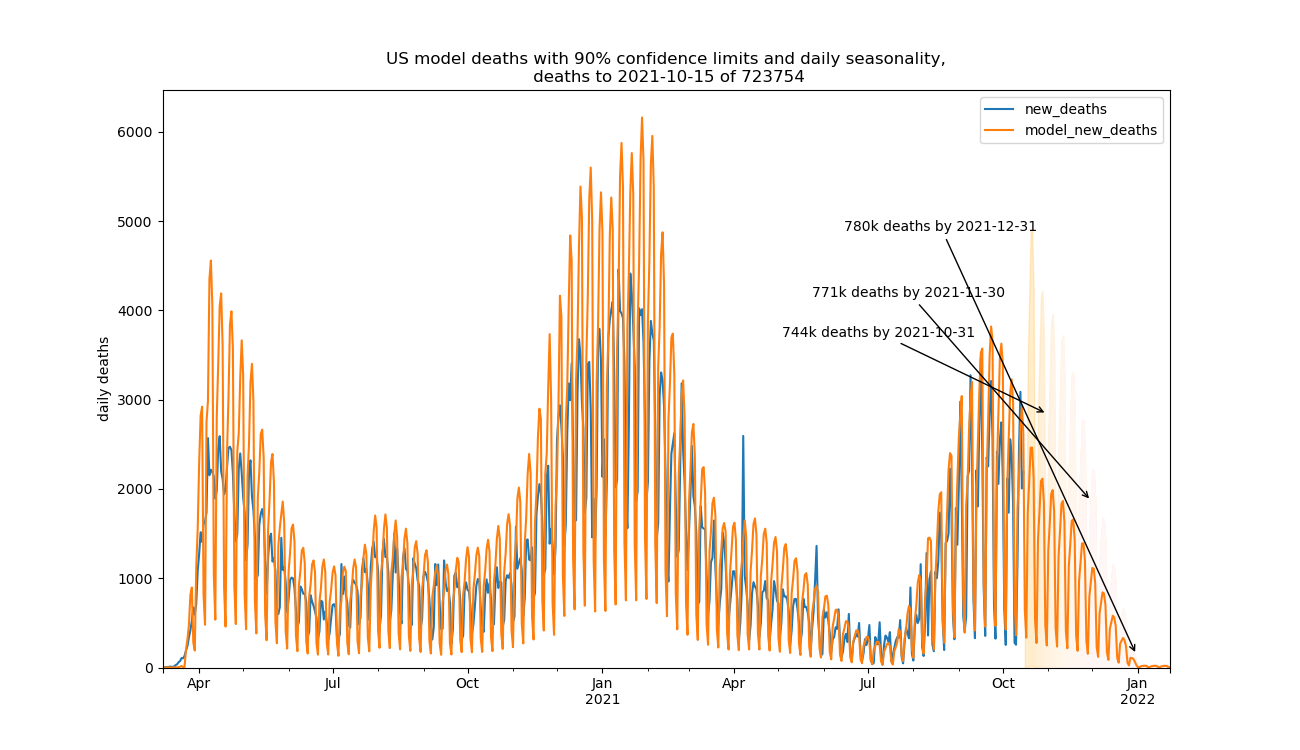 US model deaths with 90% confidence limits and daily seasonality,
deaths to 2021-10-15 of 723754
new_deaths
model_new_deaths
daily deaths
6000
5000
4000
3000
2000
1000
0
780k deaths by 2021-12-31
771k deaths by 2021-11-30
744k deaths by 2021-10-31
Apr
Jul
Oct
Jan
2021
Apr
Jul
Oct
Jan
2022